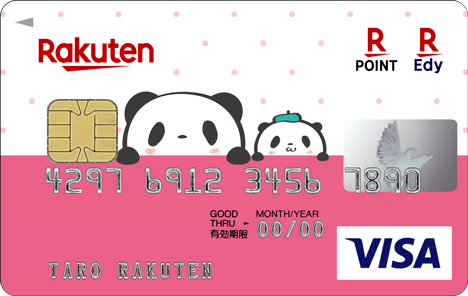 Rakuten
R R
POINT Edy
4297 6912 3456 7890
GOOD MONTH/YEAR
THRU
有効期限 00/00
TARO RAKUTEN
VISA